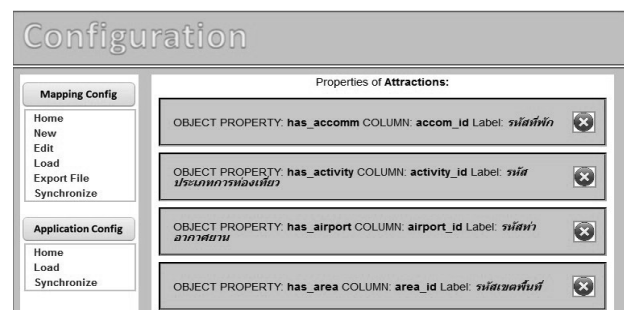 Configuration
Mapping Config
Home
New
Edit
Load
Export File
Synchronize
Application Config
Home
Load
Synchronize
Properties of Attractions:
OBJECT PROPERTY: has_accomm COLUMN: accom_id Label: รหัสที่พัก
OBJECT PROPERTY: has_activity COLUMN: activity_id Label: รหัส
ประเภทการท่องเที่ยว
OBJECT PROPERTY: has_airport COLUMN: airport_id Label: รหัสท่า
อากาศยาน
OBJECT PROPERTY: has_area COLUMN: area_id Label: รหัสเขตพื้นที่